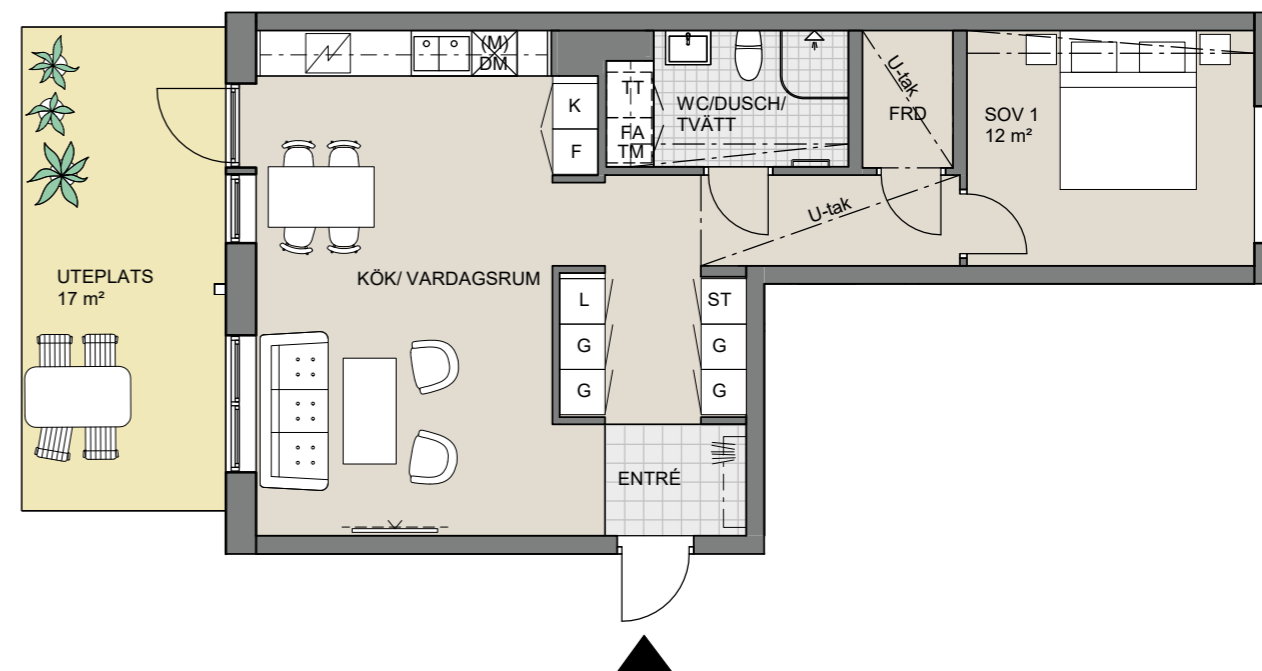 (M)
DM
K
F
TT
FA
TM
WC/DUSCH/
TVÄTT
U-tak
FRD
SOV 1
12 m²
U-tak
UTEPLATS
17 m²
KÖK/ VARDAGSRUM
L
G
G
ST
G
G
ENTRÉ